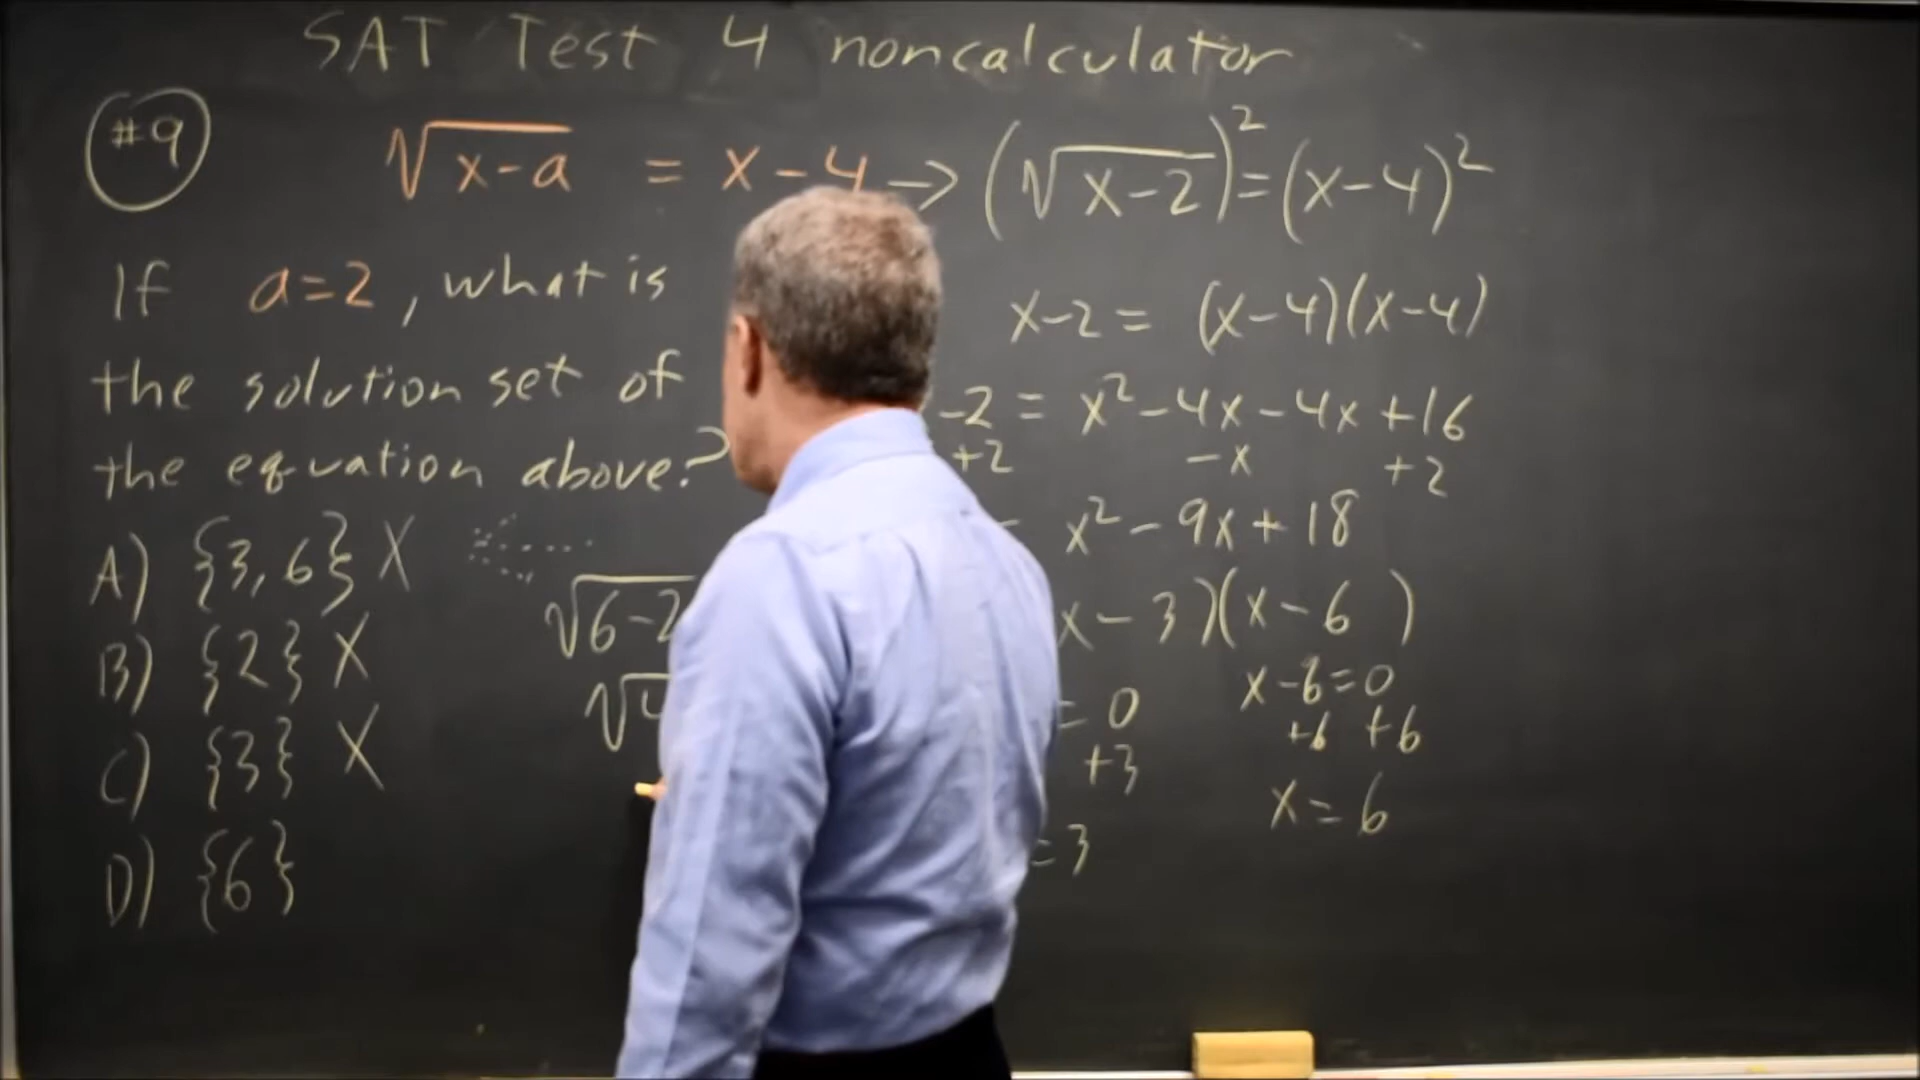 SAT Test 4 noncalculator
#9
√x-a = x-4 → (√x-2)² = (x-4)²
If a=2, what is
the solution set of
the equation above?
A) {3,6} X
B) {2} X
C) {3} X
D) {6}
√6-2
√4
x-2 = (x-4)(x-4)
-2 = x²-4x-4x+16
+2 -x +2
x²-9x+18
x-3)(x-6)
= 0 x-6=0
+3 +6 +6
=3 x=6